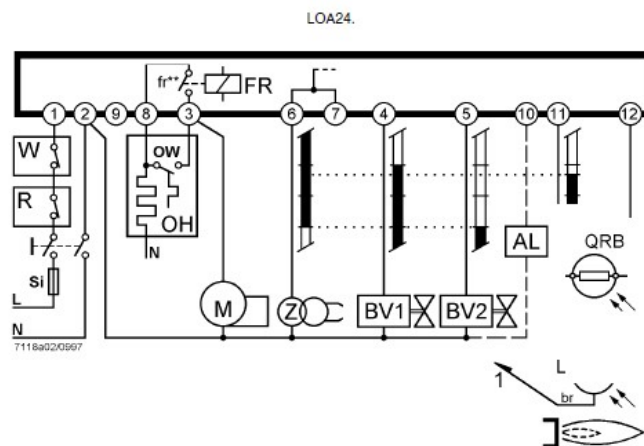 LOA24.
fr** FR
1 2 9 8 3 6 7 4 5 10 11 12
W OW
R OH AL QRB
Si N
L M Z BV1 BV2
N
7118a02/0997
1 L
br